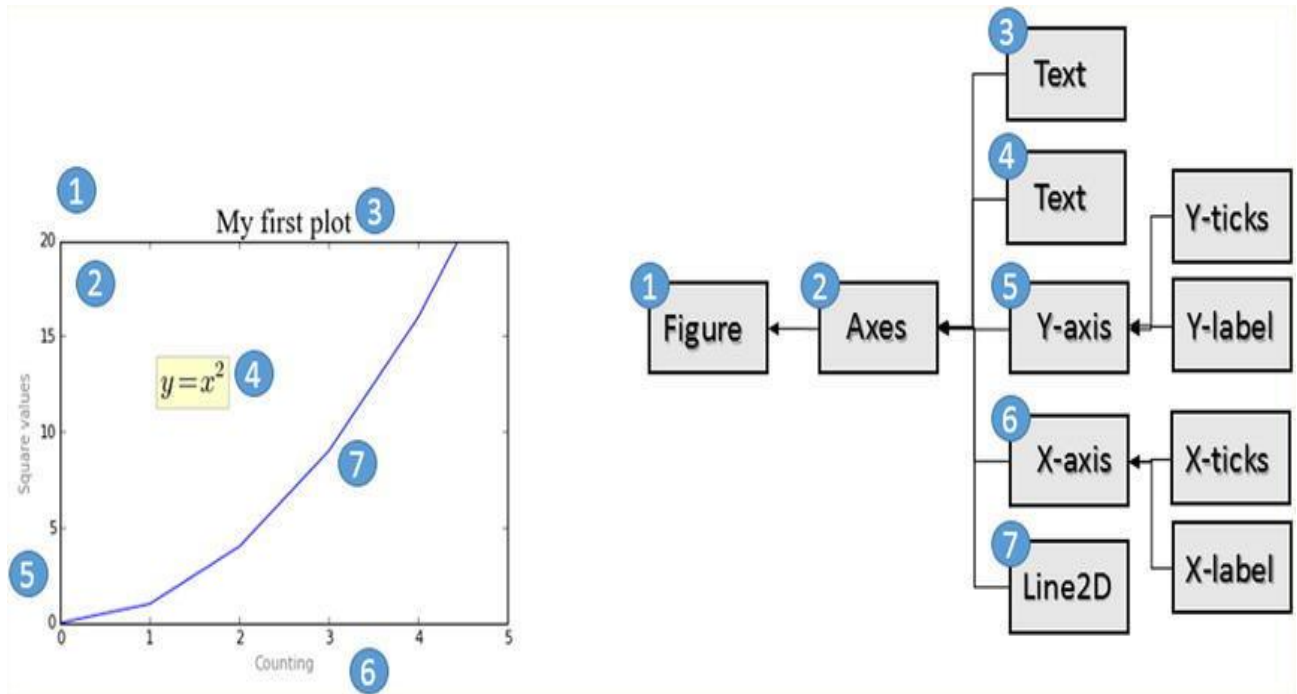 1
My first plot
3
20
2
15
y=x²
4
10
7
Square values
5
5
0
0 1 2 3 4 5
Counting
6
3
Text
4
Text
Y-ticks
1
Figure
2
Axes
5
Y-axis
Y-label
6
X-axis
X-ticks
7
Line2D
X-label